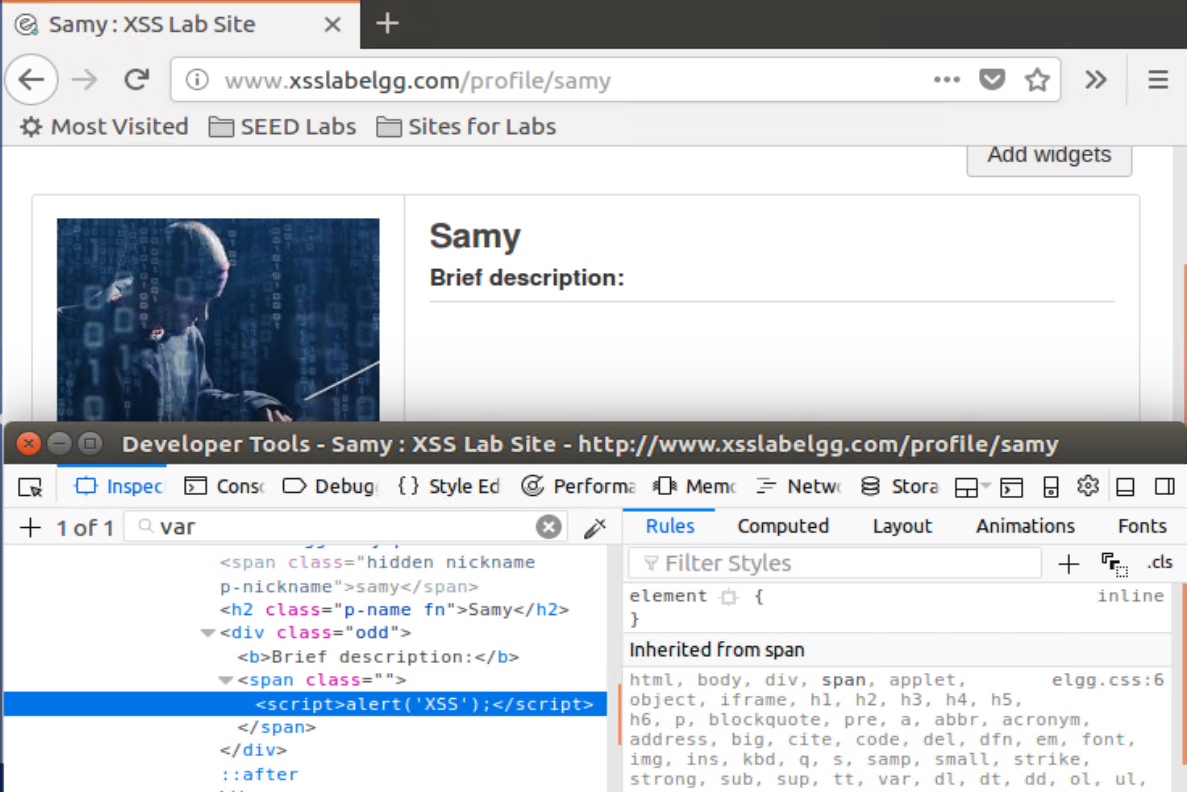 Samy : XSS Lab Site
www.xsslabelgg.com/profile/samy
Most Visited SEED Labs Sites for Labs
Add widgets
Samy
Brief description:
Developer Tools - Samy : XSS Lab Site - http://www.xsslabelgg.com/profile/samy
Inspec Conso Debug Style Ed Performa Memo Netwo Stora
1 of 1 var
<span class="hidden nickname
p-nickname">samy</span>
<h2 class="p-name fn">Samy</h2>
<div class="odd">
<b>Brief description:</b>
<span class="">
<script>alert('XSS');</script>
</span>
</div>
::after
Rules Computed Layout Animations Fonts
Filter Styles .cls
element { inline
}
Inherited from span
html, body, div, span, applet, elgg.css:6
object, iframe, h1, h2, h3, h4, h5,
h6, p, blockquote, pre, a, abbr, acronym,
address, big, cite, code, del, dfn, em, font,
img, ins, kbd, q, s, samp, small, strike,
strong, sub, sup, tt, var, dl, dt, dd, ol, ul,